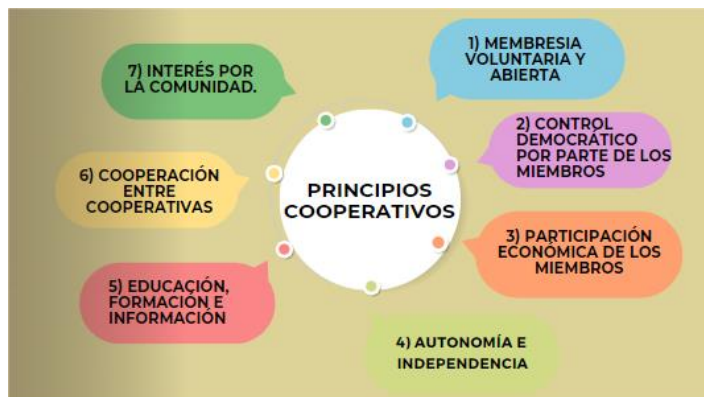 PRINCIPIOS
COOPERATIVOS
1) MEMBRESIA
VOLUNTARIA Y
ABIERTA
2) CONTROL
DEMOCRÁTICO
POR PARTE DE LOS
MIEMBROS
3) PARTICIPACIÓN
ECONÓMICA DE LOS
MIEMBROS
4) AUTONOMÍA E
INDEPENDENCIA
5) EDUCACIÓN,
FORMACIÓN E
INFORMACIÓN
6) COOPERACIÓN
ENTRE
COOPERATIVAS
7) INTERÉS POR
LA COMUNIDAD.